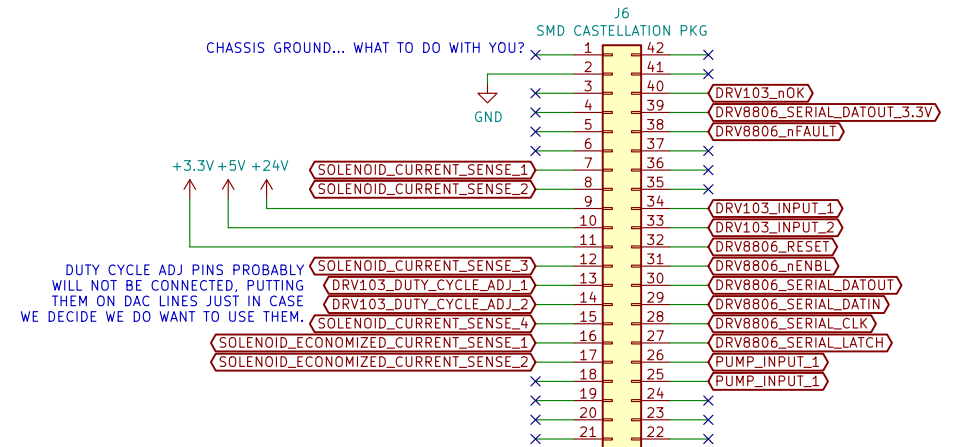 J6
SMD CASTELLATION PKG
CHASSIS GROUND... WHAT TO DO WITH YOU?
1 42
2 41
GND
3 40 DRV103_nOK
4 39 DRV8806_SERIAL_DATOUT_3.3V
5 38 DRV8806_nFAULT
6 37
+3.3V +5V +24V
SOLENOID_CURRENT_SENSE_1 7 36
SOLENOID_CURRENT_SENSE_2 8 35
9 34 DRV103_INPUT_1
10 33 DRV103_INPUT_2
11 32 DRV8806_RESET
DUTY CYCLE ADJ PINS PROBABLY
WILL NOT BE CONNECTED, PUTTING
THEM ON DAC LINES JUST IN CASE
WE DECIDE WE DO WANT TO USE THEM.
SOLENOID_CURRENT_SENSE_3 12 31 DRV8806_nENBL
DRV103_DUTY_CYCLE_ADJ_1 13 30 DRV8806_SERIAL_DATOUT
DRV103_DUTY_CYCLE_ADJ_2 14 29 DRV8806_SERIAL_DATIN
SOLENOID_CURRENT_SENSE_4 15 28 DRV8806_SERIAL_CLK
SOLENOID_ECONOMIZED_CURRENT_SENSE_1 16 27 DRV8806_SERIAL_LATCH
SOLENOID_ECONOMIZED_CURRENT_SENSE_2 17 26 PUMP_INPUT_1
18 25 PUMP_INPUT_1
19 24
20 23
21 22